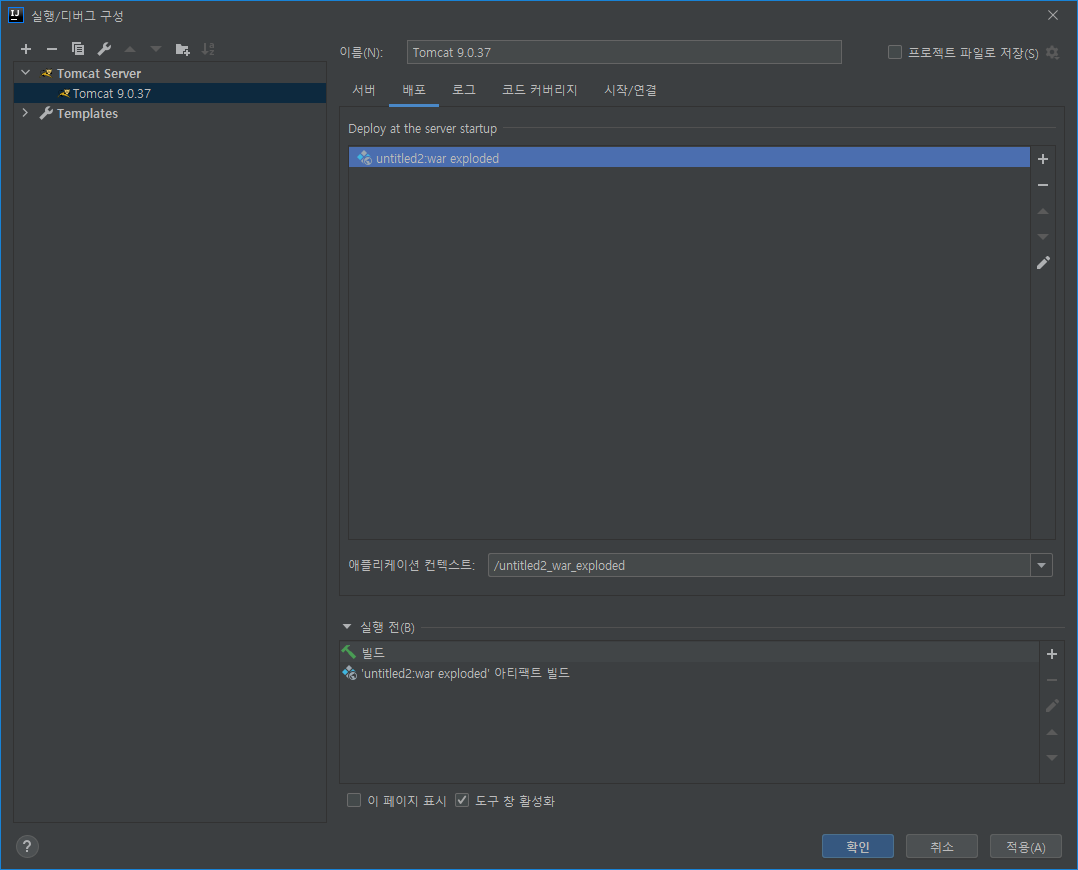 실행/디버그 구성
이름(N):
Tomcat 9.0.37
프로젝트 파일로 저장(S)
Tomcat Server
Tomcat 9.0.37
Templates
서버
배포
로그
코드 커버리지
시작/연결
Deploy at the server startup
untitled2:war exploded
애플리케이션 컨텍스트:
/untitled2_war_exploded
실행 전(B)
빌드
'untitled2:war exploded' 아티팩트 빌드
이 페이지 표시
도구 창 활성화
?
확인
취소
적용(A)